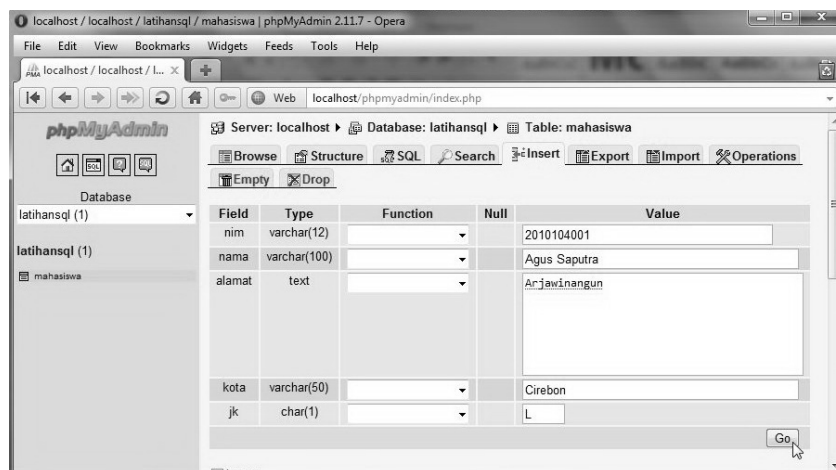 localhost / localhost / latihansql / mahasiswa | phpMyAdmin 2.11.7 - Opera
File Edit View Bookmarks Widgets Feeds Tools Help
PMA localhost / localhost / l...
Web localhost/phpmyadmin/index.php
phpMyAdmin
Server: localhost Database: latihansql Table: mahasiswa
Browse Structure SQL Search Insert Export Import Operations
Empty Drop
SQL
Database
latihansql (1)
latihansql (1)
mahasiswa
Field Type Function Null Value
nim varchar(12) 2010104001
nama varchar(100) Agus Saputra
alamat text Arjawinangun
kota varchar(50) Cirebon
jk char(1) L
Go